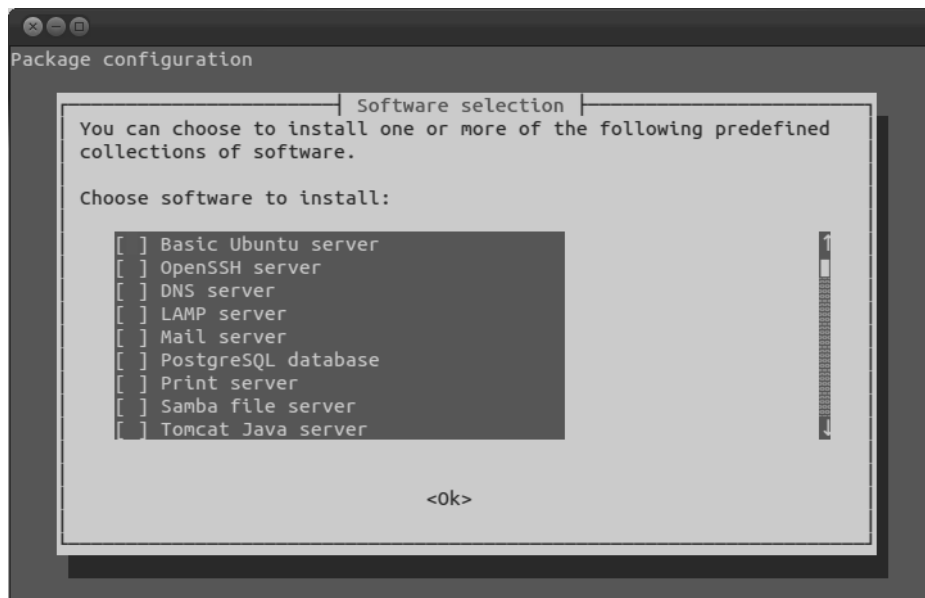 Package configuration
Software selection
You can choose to install one or more of the following predefined
collections of software.
Choose software to install:
[ ] Basic Ubuntu server
[ ] OpenSSH server
[ ] DNS server
[ ] LAMP server
[ ] Mail server
[ ] PostgreSQL database
[ ] Print server
[ ] Samba file server
[ ] Tomcat Java server
<Ok>